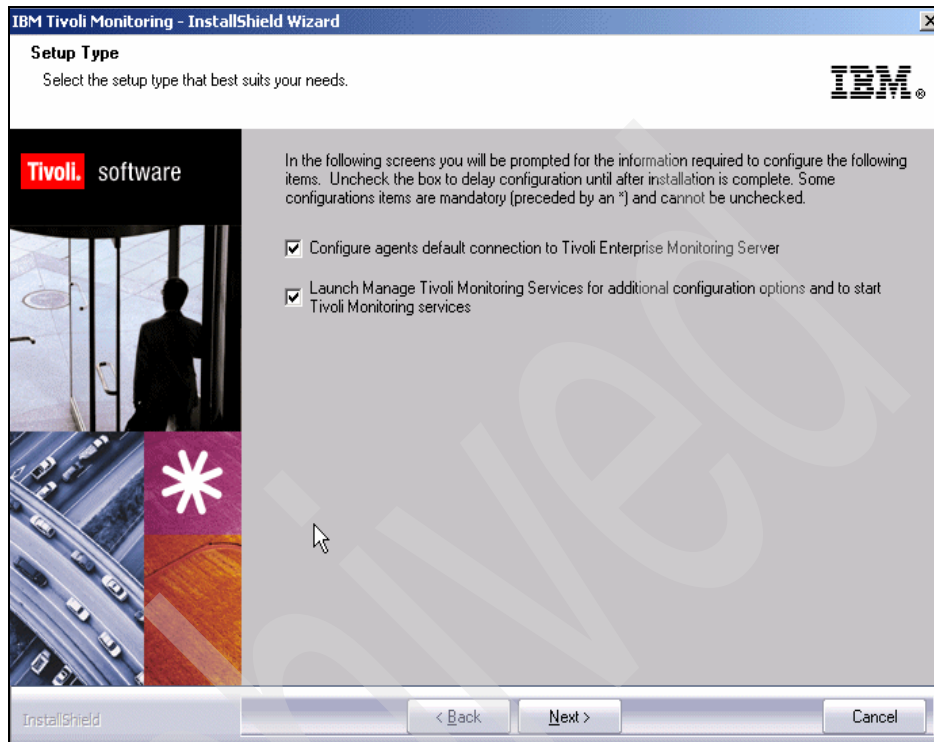 IBM Tivoli Monitoring - InstallShield Wizard
Setup Type
Select the setup type that best suits your needs.
IBM®
Tivoli. software
In the following screens you will be prompted for the information required to configure the following
items. Uncheck the box to delay configuration until after installation is complete. Some
configurations items are mandatory (preceded by an *) and cannot be unchecked.
Configure agents default connection to Tivoli Enterprise Monitoring Server
Launch Manage Tivoli Monitoring Services for additional configuration options and to start
Tivoli Monitoring services
InstallShield
< Back
Next >
Cancel